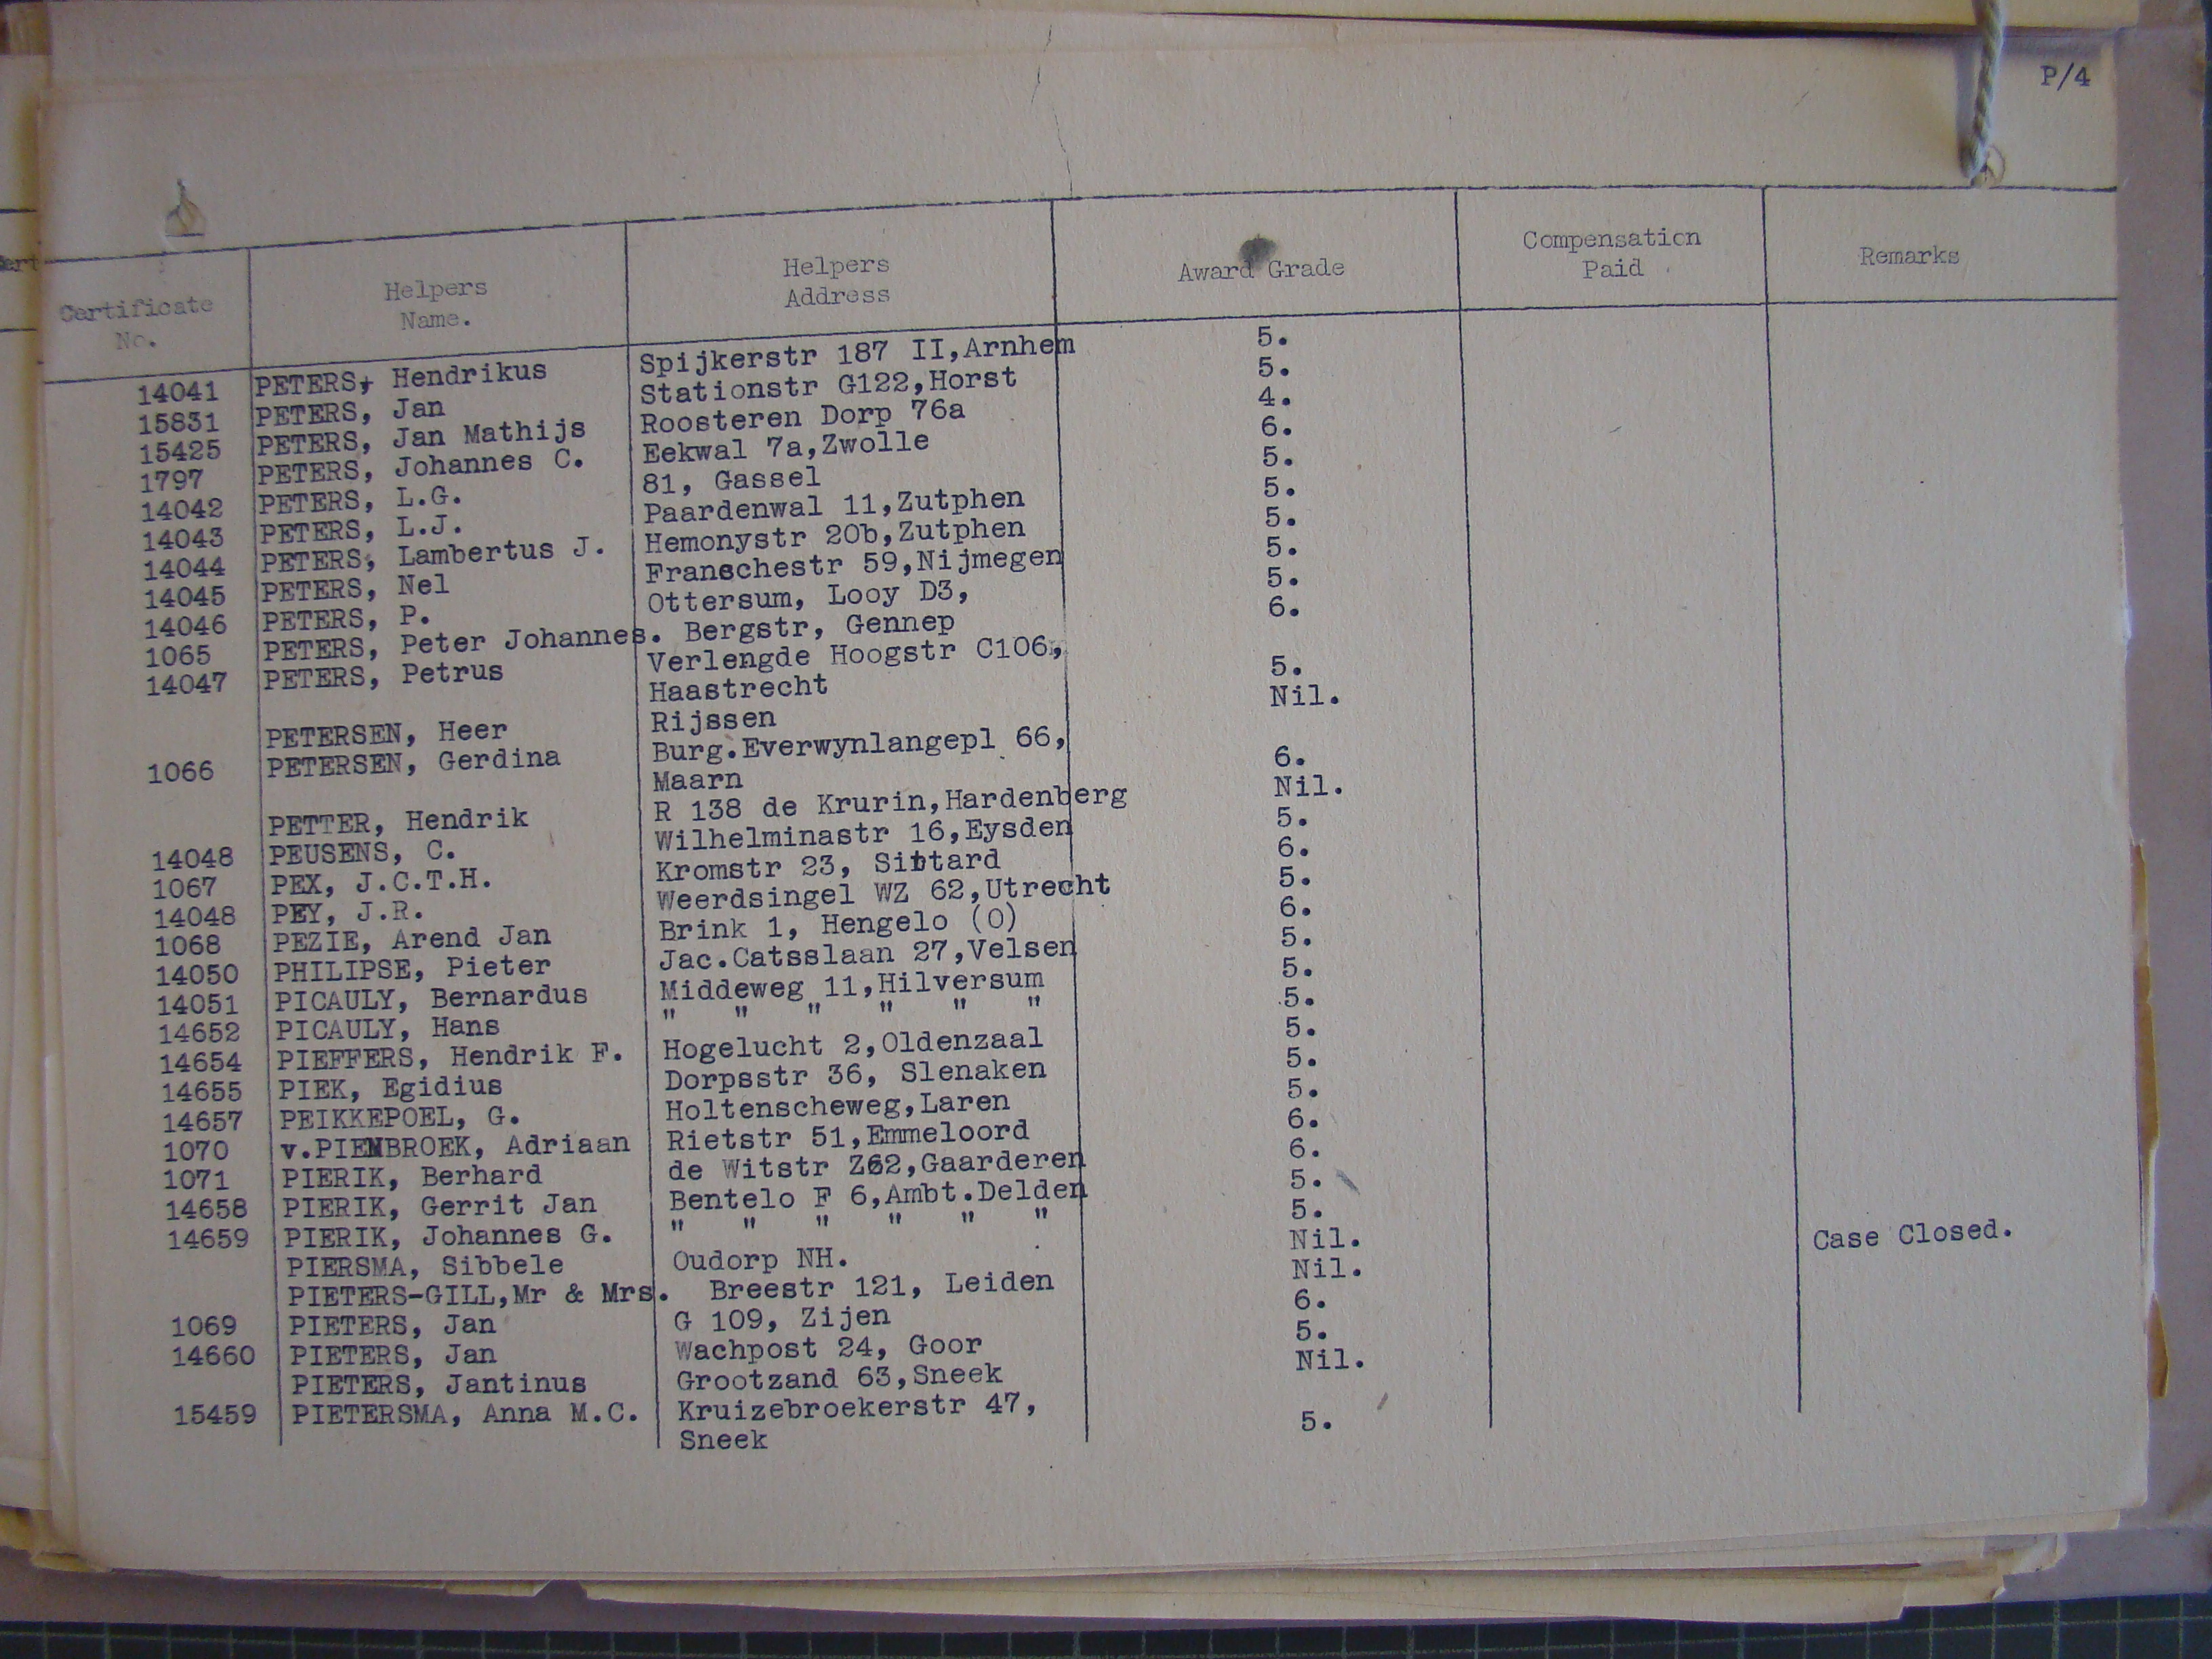 P/4
Certificate No. Helpers Name. Helpers Address Award Grade Compensation Paid Remarks
14041 PETERS, Hendrikus Spijkerstr 187 II,Arnhem 5.
15831 PETERS, Jan Stationstr G122,Horst 5.
15425 PETERS, Jan Mathijs Roosteren Dorp 76a 4.
1797 PETERS, Johannes C. Eekwal 7a,Zwolle 6.
14042 PETERS, L.G. 81, Gassel 5.
14043 PETERS, L.J. Paardenwal 11,Zutphen 5.
14044 PETERS, Lambertus J. Hemonystr 20b,Zutphen 5.
14045 PETERS, Nel Franschestr 59,Nijmegen 5.
14046 PETERS, P. Ottersum, Looy D3, 5.
1065 PETERS, Peter Johannes. Bergstr, Gennep 6.
14047 PETERS, Petrus Verlengde Hoogstr C106,
Haastrecht 5.
PETERSEN, Heer Rijssen Nil.
1066 PETERSEN, Gerdina Burg.Everwynlangepl 66,
Maarn 6.
PETTER, Hendrik R 138 de Krurin,Hardenberg Nil.
14048 PEUSENS, C. Wilhelminastr 16,Eysden 5.
1067 PEX, J.C.T.H. Kromstr 23, Sittard 6.
14048 PEY, J.R. Weerdsingel WZ 62,Utrecht 5.
1068 PEZIE, Arend Jan Brink 1, Hengelo (O) 6.
14050 PHILIPSE, Pieter Jac.Catsslaan 27,Velsen 5.
14051 PICAULY, Bernardus Middeweg 11,Hilversum 5.
14652 PICAULY, Hans " " " " " " 5.
14654 PIEFFERS, Hendrik F. Hogelucht 2,Oldenzaal 5.
14655 PIEK, Egidius Dorpsstr 36, Slenaken 5.
14657 PEIKKEPOEL, G. Holtenscheweg,Laren 5.
1070 v.PIENBROEK, Adriaan Rietstr 51,Emmeloord 6.
1071 PIERIK, Berhard de Witstr Z62,Gaarderen 6.
14658 PIERIK, Gerrit Jan Bentelo F 6,Ambt.Delden 5.
14659 PIERIK, Johannes G. " " " " " " 5.
PIERSMA, Sibbele Oudorp NH. Nil. Case Closed.
PIETERS-GILL,Mr & Mrs. Breestr 121, Leiden Nil.
1069 PIETERS, Jan G 109, Zijen 6.
14660 PIETERS, Jan Wachpost 24, Goor 5.
PIETERS, Jantinus Grootzand 63,Sneek Nil.
15459 PIETERSMA, Anna M.C. Kruizebroekerstr 47,
Sneek 5.